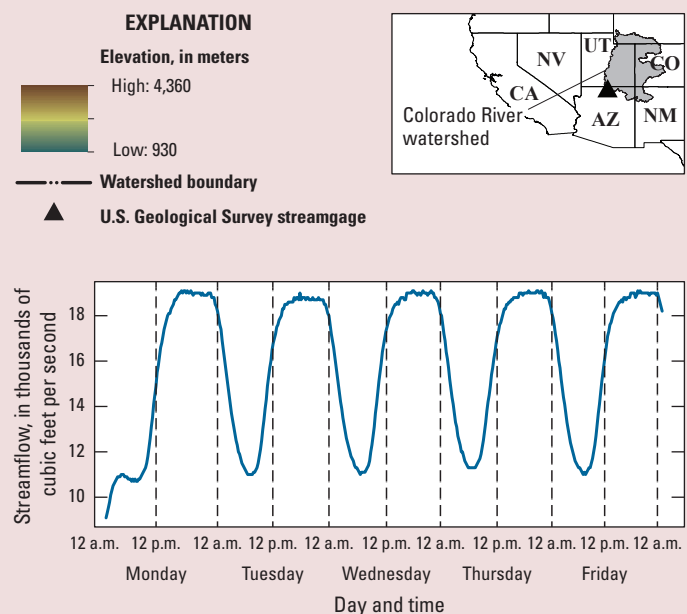 EXPLANATION
Elevation, in meters
High: 4,360
Low: 930
Watershed boundary
U.S. Geological Survey streamgage
NV
UT
CO
CA
AZ
NM
Colorado River
watershed
Streamflow, in thousands of
cubic feet per second
18
16
14
12
10
12 a.m. 12 p.m. 12 a.m. 12 p.m. 12 a.m. 12 p.m. 12 a.m. 12 p.m. 12 a.m. 12 p.m. 12 a.m.
Monday Tuesday Wednesday Thursday Friday
Day and time